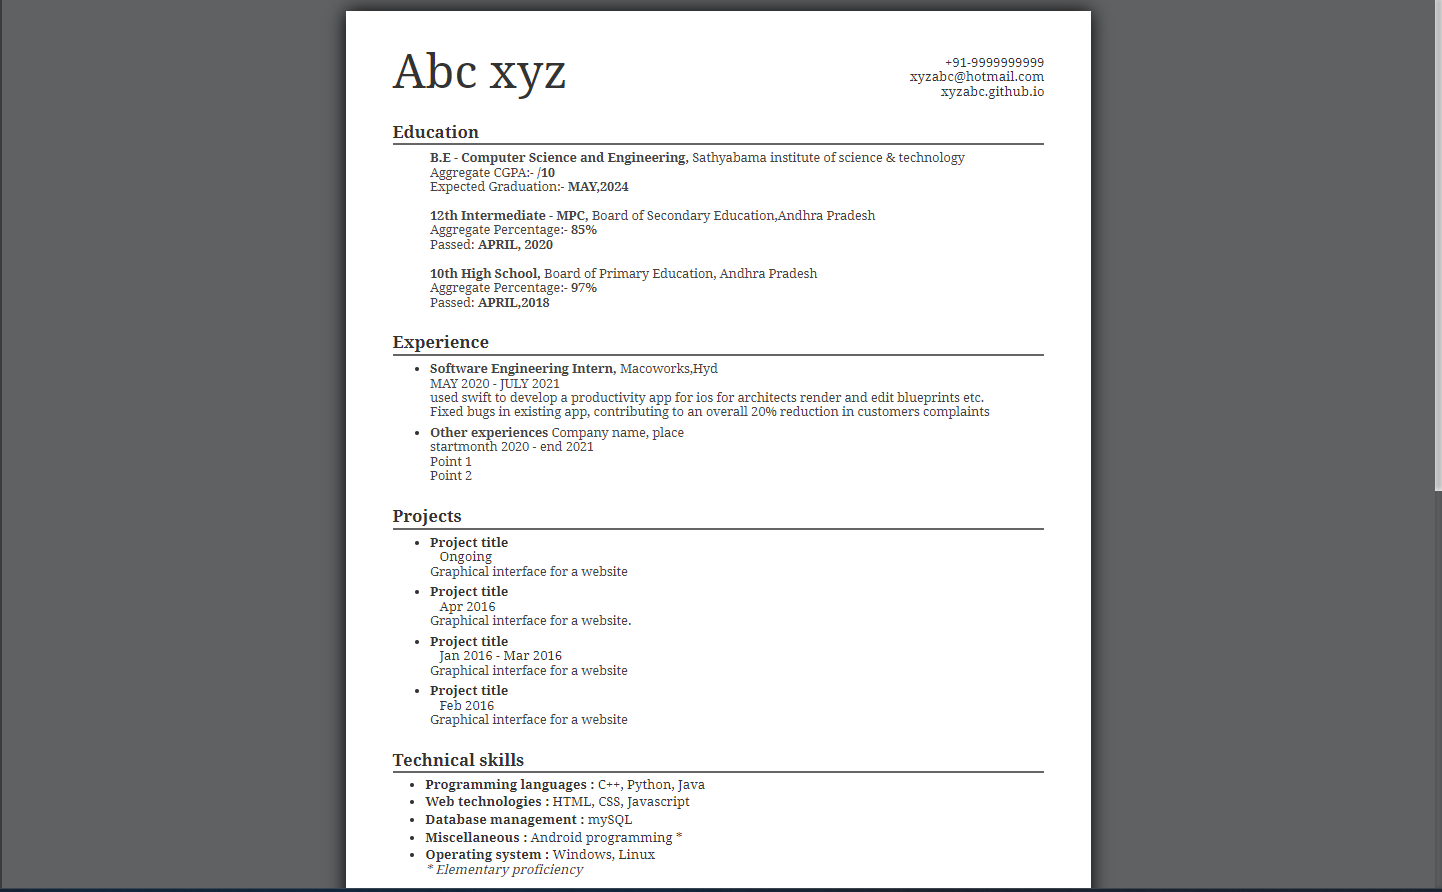 Abc xyz
+91-9999999999
xyzabc@hotmail.com
xyzabc.github.io
Education
B.E - Computer Science and Engineering, Sathyabama institute of science & technology
Aggregate CGPA:- /10
Expected Graduation:- MAY,2024
12th Intermediate - MPC, Board of Secondary Education,Andhra Pradesh
Aggregate Percentage:- 85%
Passed: APRIL, 2020
10th High School, Board of Primary Education, Andhra Pradesh
Aggregate Percentage:- 97%
Passed: APRIL,2018
Experience
• Software Engineering Intern, Macoworks,Hyd
MAY 2020 - JULY 2021
used swift to develop a productivity app for ios for architects render and edit blueprints etc.
Fixed bugs in existing app, contributing to an overall 20% reduction in customers complaints
• Other experiences Company name, place
startmonth 2020 - end 2021
Point 1
Point 2
Projects
• Project title
Ongoing
Graphical interface for a website
• Project title
Apr 2016
Graphical interface for a website.
• Project title
Jan 2016 - Mar 2016
Graphical interface for a website
• Project title
Feb 2016
Graphical interface for a website
Technical skills
• Programming languages : C++, Python, Java
• Web technologies : HTML, CSS, Javascript
• Database management : mySQL
• Miscellaneous : Android programming *
• Operating system : Windows, Linux
* Elementary proficiency